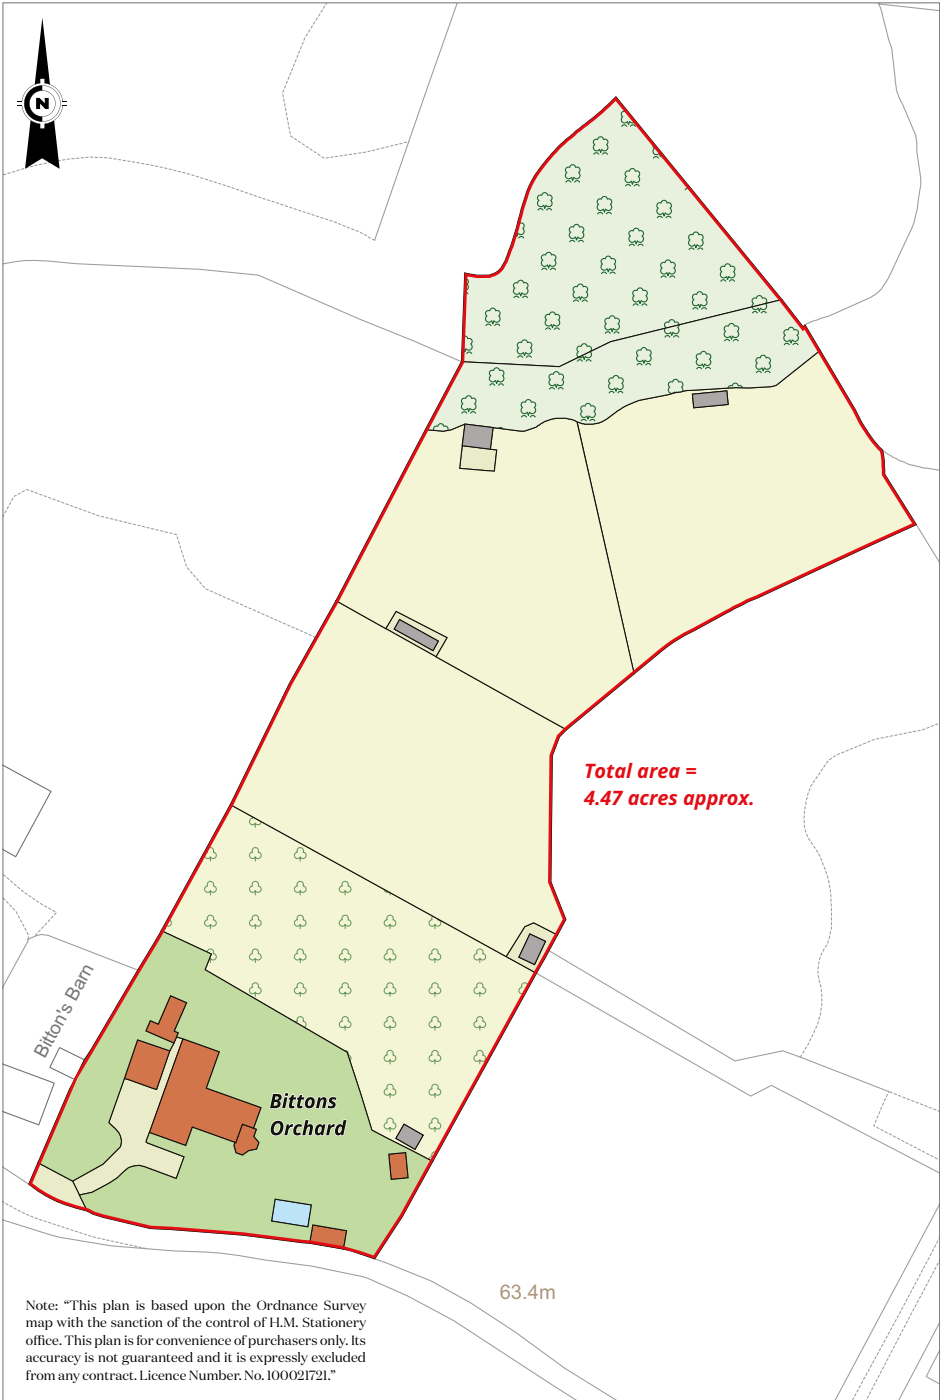 N
Total area =
4.47 acres approx.
Bitton's Barn
Bittons
Orchard
63.4m
Note: “This plan is based upon the Ordnance Survey
map with the sanction of the control of H.M. Stationery
office. This plan is for convenience of purchasers only. Its
accuracy is not guaranteed and it is expressly excluded
from any contract. Licence Number. No. 100021721.”